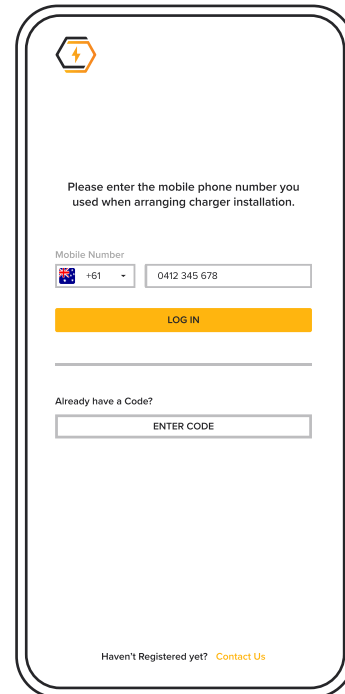 Please enter the mobile phone number you
used when arranging charger installation.
Mobile Number
+61
0412 345 678
LOG IN
Already have a Code?
ENTER CODE
Haven't Registered yet? Contact Us